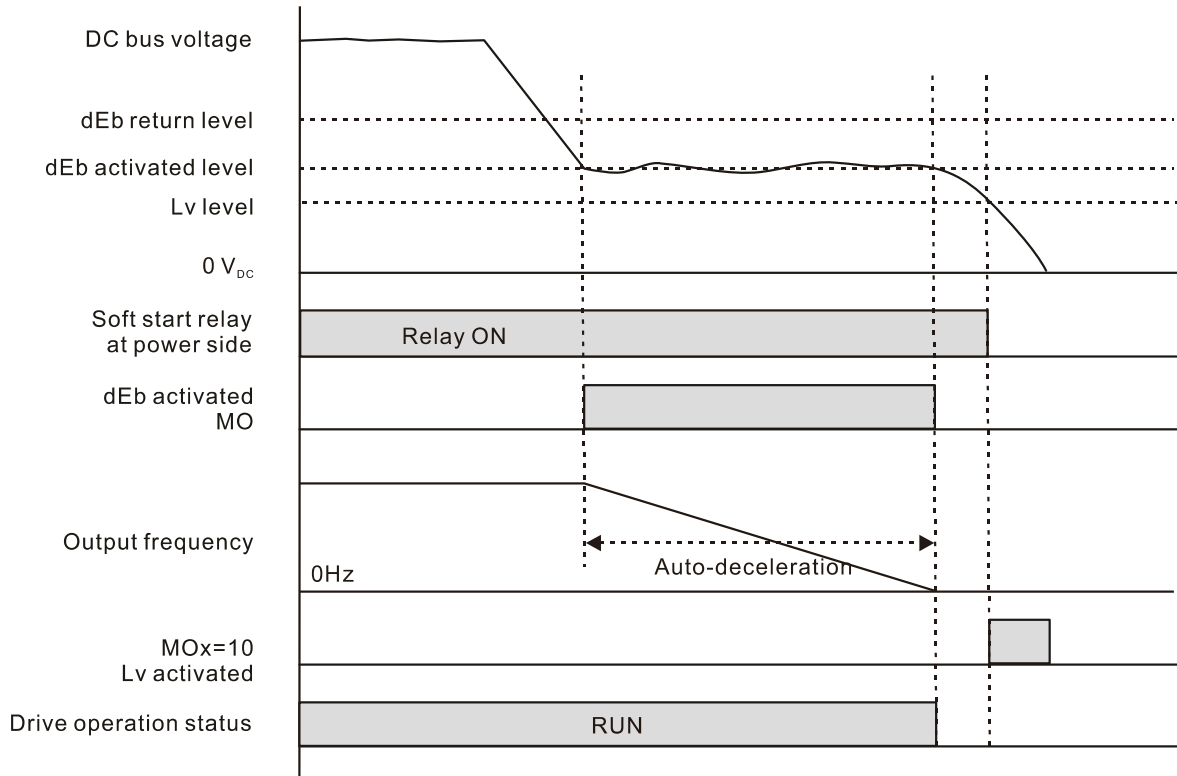 DC bus voltage
dEb return level
dEb activated level
Lv level
0 VDC
Soft start relay
at power side
Relay ON
dEb activated
MO
Output frequency
Auto-deceleration
0Hz
MOx=10
Lv activated
Drive operation status
RUN